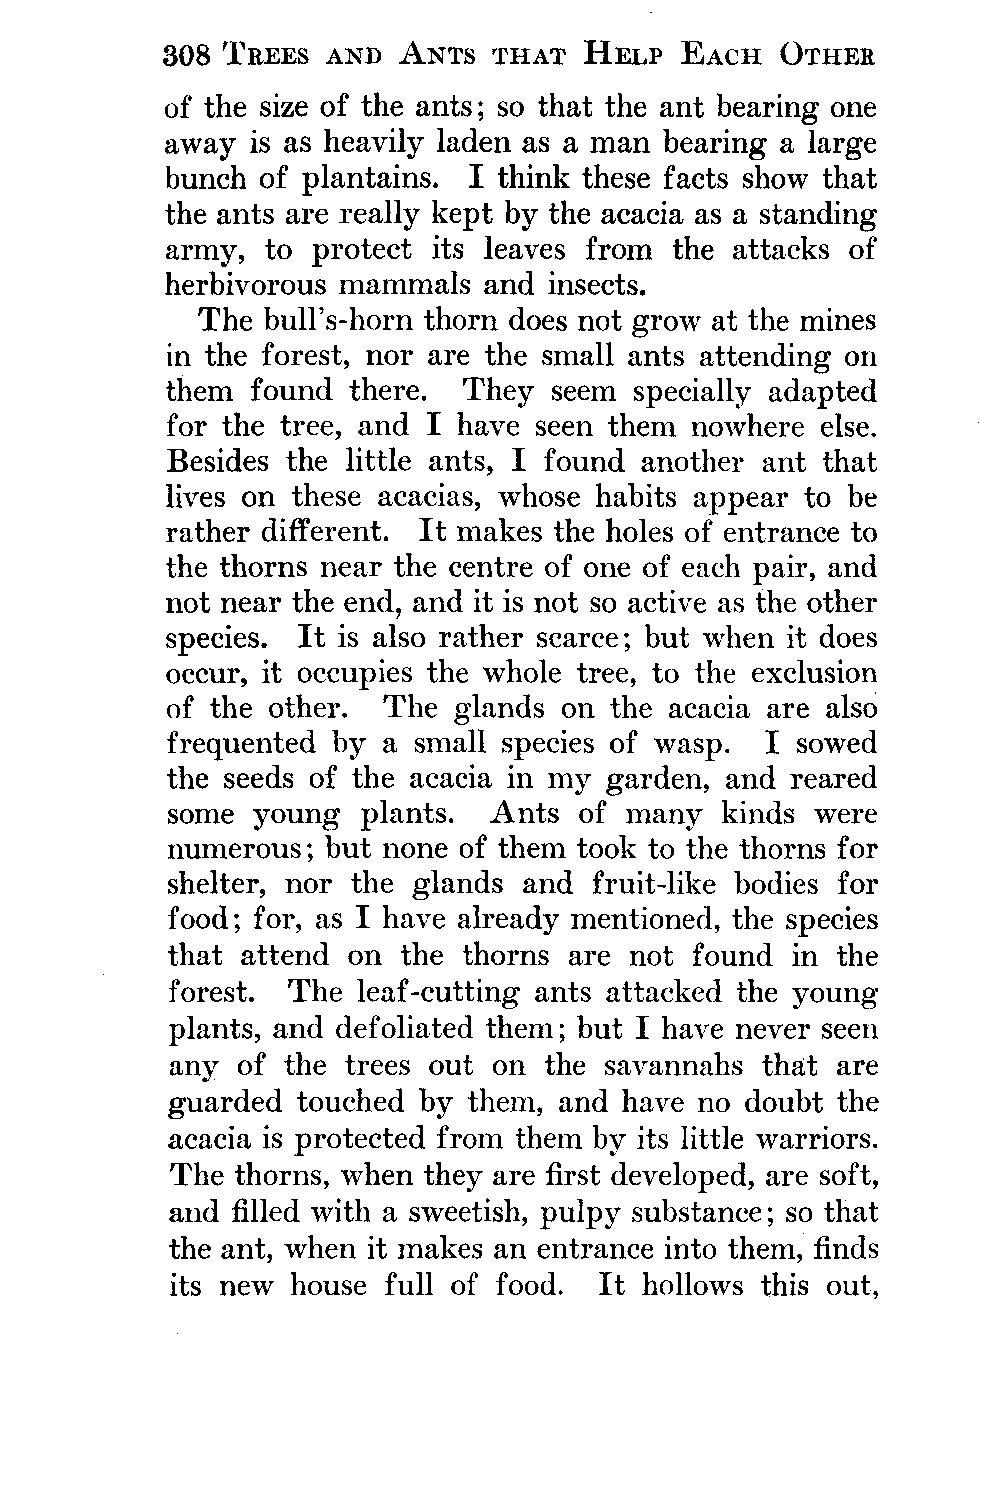 308 Trees and Ants that Help Each Other
of the size of the ants; so that the ant bearing one
away is as heavily laden as a man bearing a large
bunch of plantains. I think these facts show that
the ants are really kept by the acacia as a standing
army, to protect its leaves from the attacks of
herbivorous mammals and insects.
The bull's-horn thorn does not grow at the mines
in the forest, nor are the small ants attending on
them found there. They seem specially adapted
for the tree, and I have seen them nowhere else.
Besides the little ants, I found another ant that
lives on these acacias, whose habits appear to be
rather different. It makes the holes of entrance to
the thorns near the centre of one of each pair, and
not near the end, and it is not so active as the other
species. It is also rather scarce; but when it does
occur, it occupies the whole tree, to the exclusion
of the other. The glands on the acacia are also
frequented by a small species of wasp. I sowed
the seeds of the acacia in my garden, and reared
some young plants. Ants of many kinds were
numerous; but none of them took to the thorns for
shelter, nor the glands and fruit-like bodies for
food; for, as I have already mentioned, the species
that attend on the thorns are not found in the
forest. The leaf-cutting ants attacked the young
plants, and defoliated them; but I have never seen
any of the trees out on the savannahs that are
guarded touched by them, and have no doubt the
acacia is protected from them by its little warriors.
The thorns, when they are first developed, are soft,
and filled with a sweetish, pulpy substance; so that
the ant, when it makes an entrance into them, finds
its new house full of food. It hollows this out,